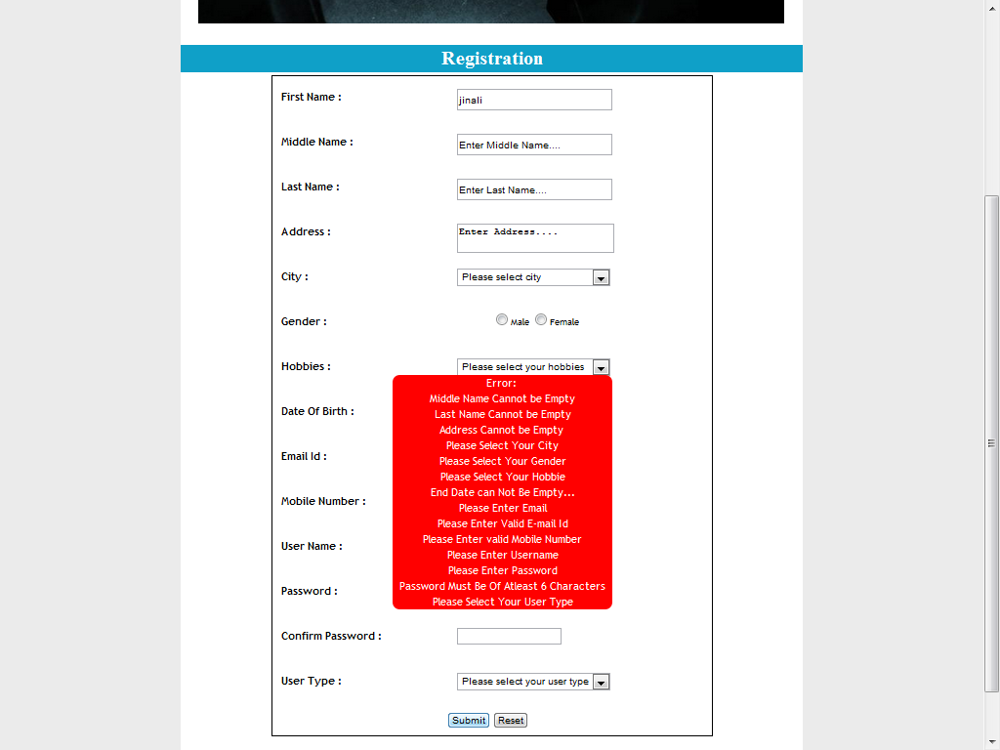 Registration
First Name : jinali
Middle Name : Enter Middle Name....
Last Name : Enter Last Name....
Address : Enter Address....
City : Please select city
Gender : Male Female
Hobbies : Please select your hobbies
Error:
Middle Name Cannot be Empty
Last Name Cannot be Empty
Address Cannot be Empty
Please Select Your City
Please Select Your Gender
Please Select Your Hobbie
End Date can Not Be Empty...
Please Enter Email
Please Enter Valid E-mail Id
Please Enter valid Mobile Number
Please Enter Username
Please Enter Password
Password Must Be Of Atleast 6 Characters
Please Select Your User Type
Date Of Birth :
Email Id :
Mobile Number :
User Name :
Password :
Confirm Password :
User Type : Please select your user type
Submit Reset